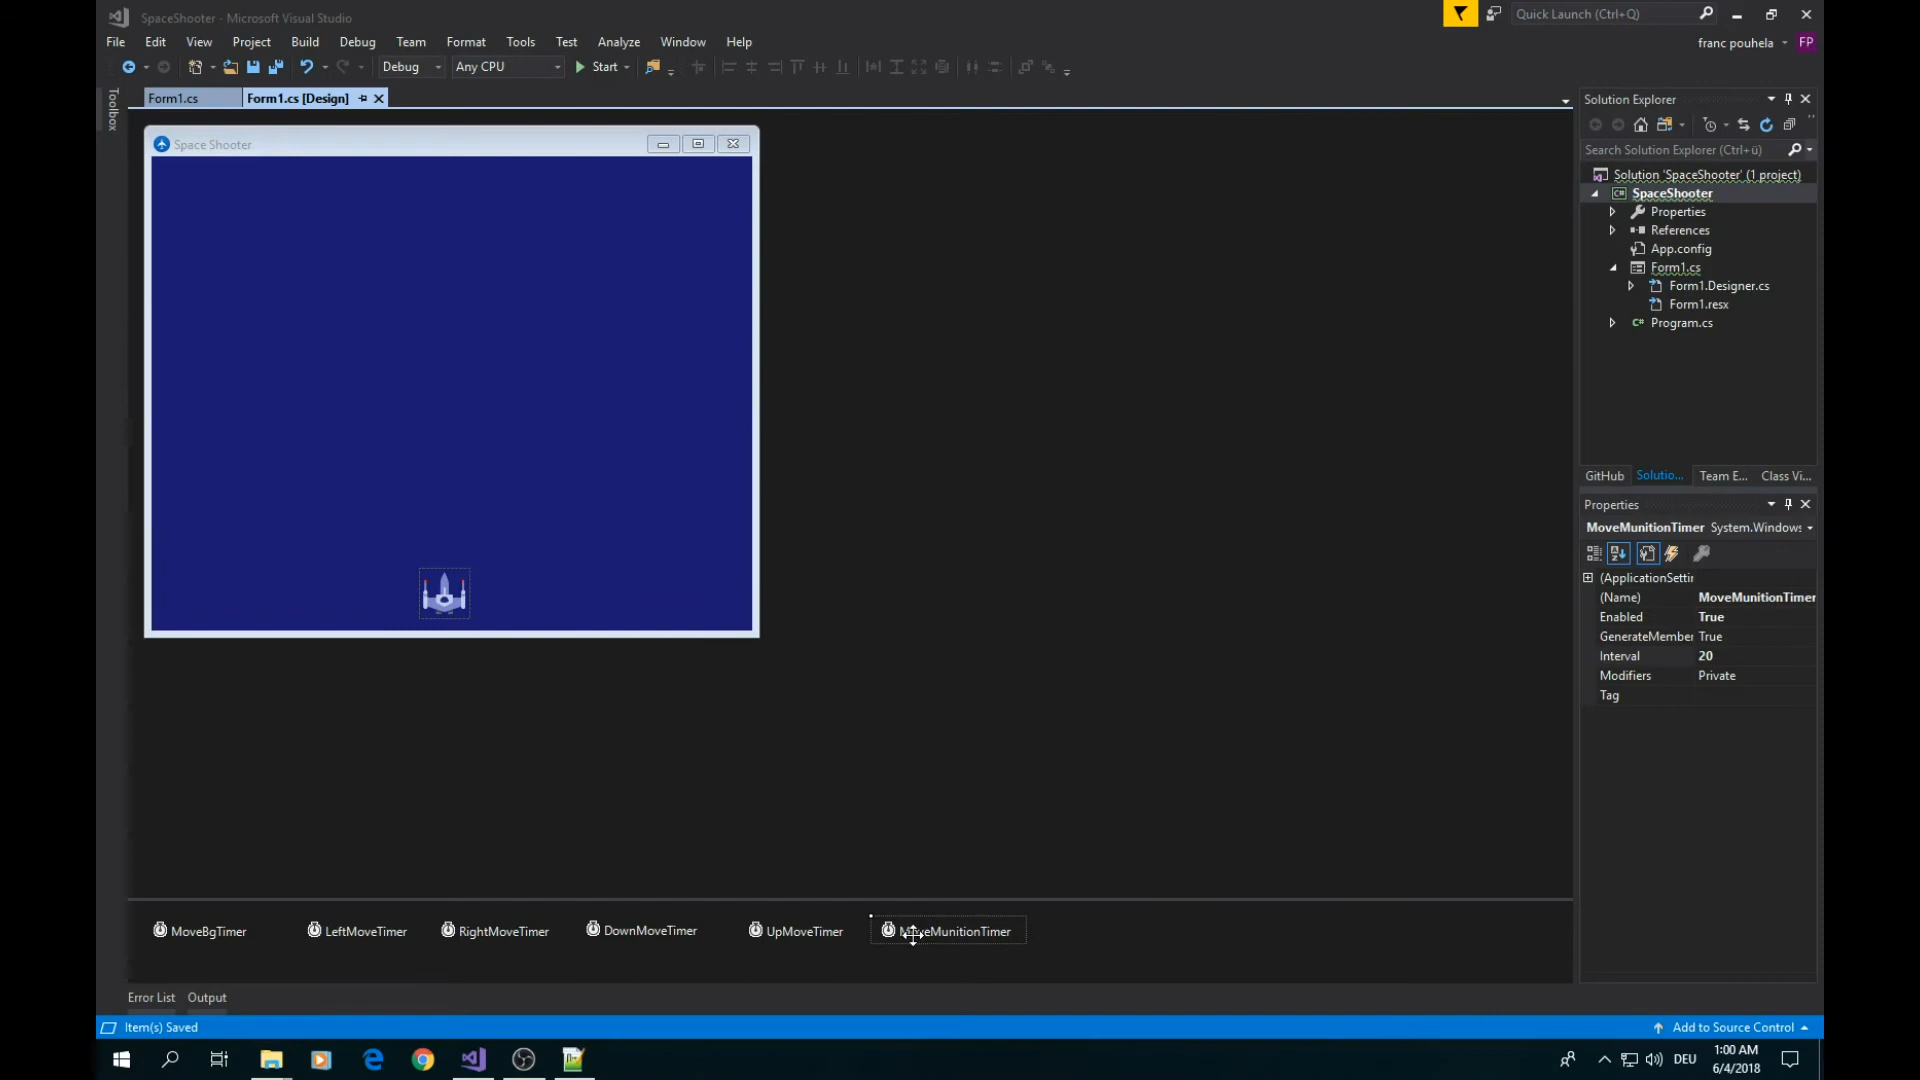 SpaceShooter - Microsoft Visual Studio
Quick Launch (Ctrl+Q)
File Edit View Project Build Debug Team Format Tools Test Analyze Window Help
franc pouhela FP
Debug Any CPU Start
Toolbox
Form1.cs Form1.cs [Design]
Space Shooter
Solution Explorer
Search Solution Explorer (Ctrl+ü)
Solution 'SpaceShooter' (1 project)
SpaceShooter
Properties
References
App.config
Form1.cs
Form1.Designer.cs
Form1.resx
Program.cs
GitHub Solutio... Team E... Class Vi...
Properties
MoveMunitionTimer System.Windows
(ApplicationSettin
(Name) MoveMunitionTimer
Enabled True
GenerateMember True
Interval 20
Modifiers Private
Tag
MoveBgTimer LeftMoveTimer RightMoveTimer DownMoveTimer UpMoveTimer MoveMunitionTimer
Error List Output
Item(s) Saved
Add to Source Control
DEU
1:00 AM
6/4/2018